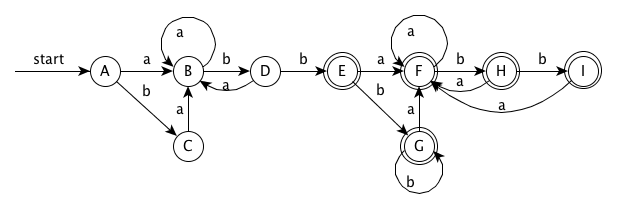 start
A a B a b D b E a F a b H b I
b a a a
b a b a a
C
G
b